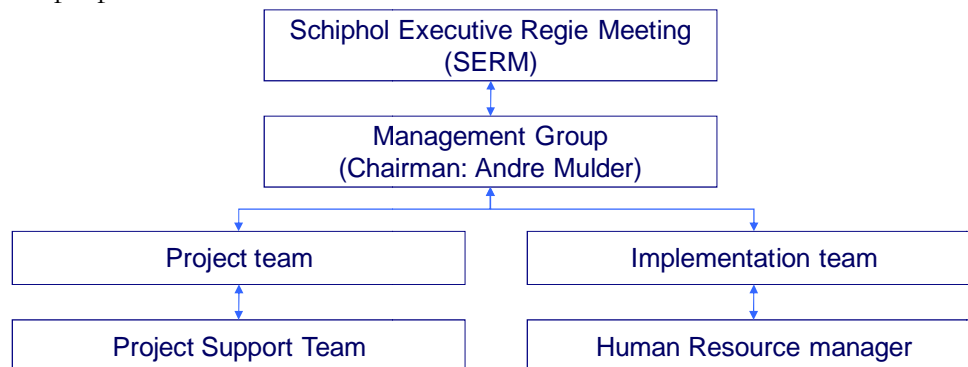 Schiphol Executive Regie Meeting
(SERM)
Management Group
(Chairman: Andre Mulder)
Project team
Implementation team
Project Support Team
Human Resource manager